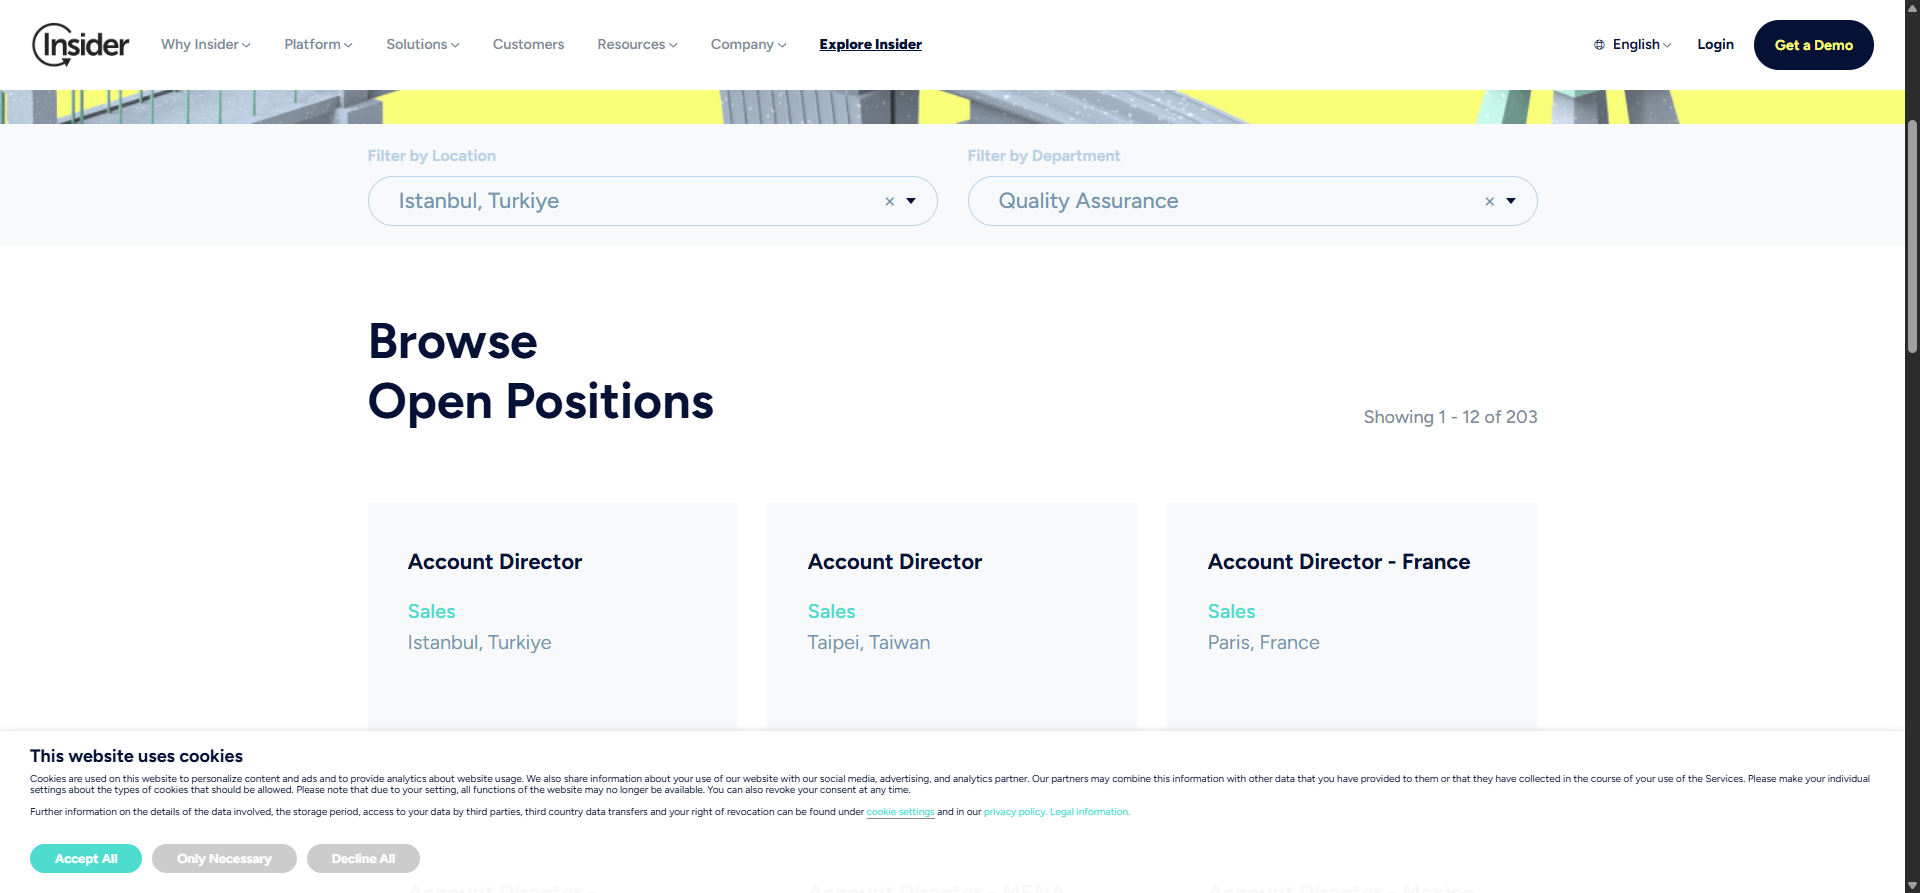 Insider
Why Insider
Platform
Solutions
Customers
Resources
Company
Explore Insider
English
Login
Get a Demo
Filter by Location
Filter by Department
Istanbul, Turkiye
×
Quality Assurance
×
Browse
Open Positions
Showing 1 - 12 of 203
Account Director
Sales
Istanbul, Turkiye
Account Director
Sales
Taipei, Taiwan
Account Director - France
Sales
Paris, France
This website uses cookies
Cookies are used on this website to personalize content and ads and to provide analytics about website usage. We also share information about your use of our website with our social media, advertising, and analytics partner. Our partners may combine this information with other data that you have provided to them or that they have collected in the course of your use of the Services. Please make your individual
settings about the types of cookies that should be allowed. Please note that due to your setting, all functions of the website may no longer be available. You can also revoke your consent at any time.
Further information on the details of the data involved, the storage period, access to your data by third parties, third country data transfers and your right of revocation can be found under cookie settings and in our privacy policy. Legal information.
Accept All
Only Necessary
Decline All
Account Director -
Account Director - MENA
Account Director - Mexico